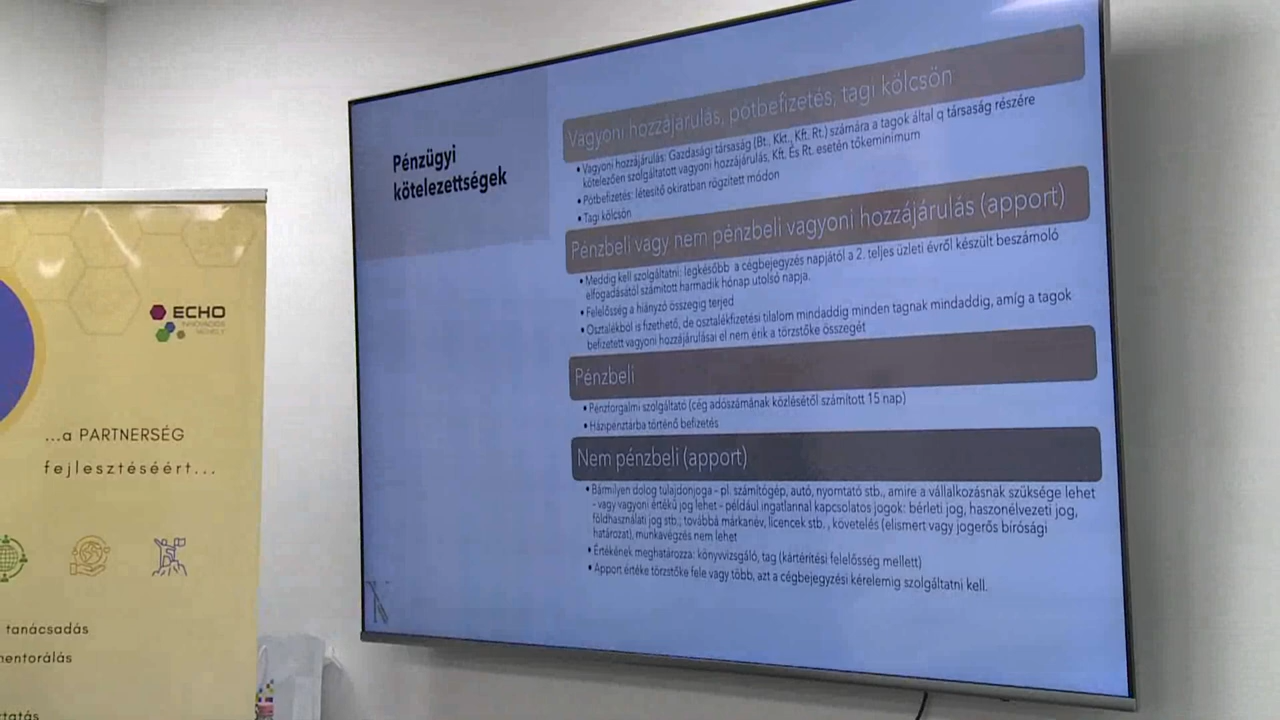 Pénzügyi
kötelezettségek
Vagyoni hozzájárulás, pótbefizetés, tagi kölcsön
• Vagyoni hozzájárulás: Gazdasági társaság (Bt., Kkt., Kft. Rt.) számára a tagok által q társaság részére
kötelezően szolgáltatott vagyoni hozzájárulás, Kft. És Rt. esetén tőkeminimum
• Pótbefizetés: létesítő okiratban rögzített módon
• Tagi kölcsön
Pénzbeli vagy nem pénzbeli vagyoni hozzájárulás (apport)
• Meddig kell szolgáltatni: legkésőbb a cégbejegyzés napjától a 2. teljes üzleti évről készült beszámoló
elfogadásától számított harmadik hónap utolsó napja.
• Felelősség a hiányzó összegig terjed
• Osztalékból is fizethető, de osztalékfizetési tilalom mindaddig minden tagnak mindaddig, amíg a tagok
befizetett vagyoni hozzájárulásai el nem érik a törzstőke összegét
Pénzbeli
• Pénzforgalmi szolgáltató (cég adószámának közlésétől számított 15 nap)
• Házipénztárba történő befizetés
Nem pénzbeli (apport)
• Bármilyen dolog tulajdonjoga – pl. számítógép, autó, nyomtató stb., amire a vállalkozásnak szüksége lehet
– vagy vagyoni értékű jog lehet – például ingatlannal kapcsolatos jogok: bérleti jog, haszonélvezeti jog,
földhasználati jog stb., továbbá márkanév, licencek stb. , követelés (elismert vagy jogerős bírósági
határozat), munkavégzés nem lehet
• Értékének meghatározza: könyvvizsgáló, tag (kártérítési felelősség mellett)
• Apport értéke törzstőke fele vagy több, azt a cégbejegyzési kérelemig szolgáltatni kell.
ECHO
INNOVÁCIÓS
MŰHELY
...a PARTNERSÉG
fejlesztéséért...
tanácsadás
mentorálás